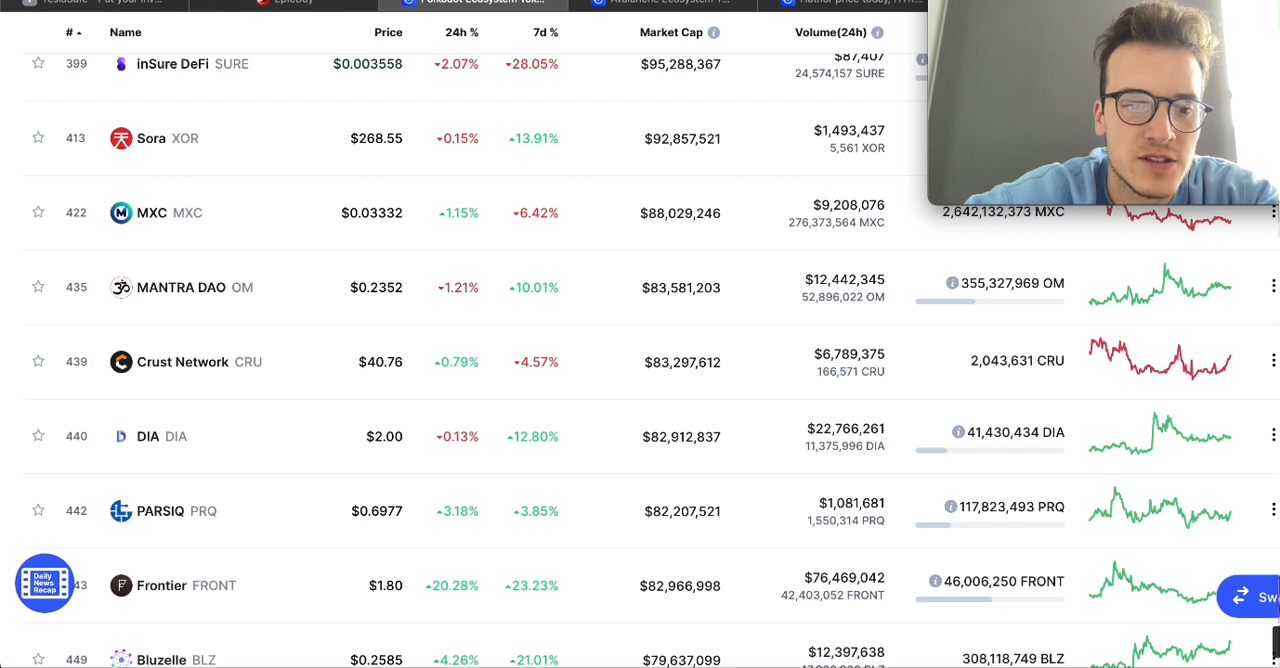 # Name Price 24h % 7d % Market Cap Volume(24h)
399 inSure DeFi SURE $0.003558 2.07% 28.05% $95,288,367 $87,407
24,574,157 SURE
413 Sora XOR $268.55 0.15% 13.91% $92,857,521 $1,493,437
5,561 XOR
422 MXC MXC $0.03332 1.15% 6.42% $88,029,246 $9,208,076 2,642,132,373 MXC
276,373,564 MXC
435 MANTRA DAO OM $0.2352 1.21% 10.01% $83,581,203 $12,442,345 355,327,969 OM
52,896,022 OM
439 Crust Network CRU $40.76 0.79% 4.57% $83,297,612 $6,789,375 2,043,631 CRU
166,571 CRU
440 DIA DIA $2.00 0.13% 12.80% $82,912,837 $22,766,261 41,430,434 DIA
11,375,996 DIA
442 PARSIQ PRQ $0.6977 3.18% 3.85% $82,207,521 $1,081,681 117,823,493 PRQ
1,550,314 PRQ
Daily
News
Recap
43 Frontier FRONT $1.80 20.28% 23.23% $82,966,998 $76,469,042 46,006,250 FRONT
42,403,052 FRONT
449 Bluzelle BLZ $0.2585 4.26% 21.01% $79,637,099 $12,397,638 308,118,749 BLZ